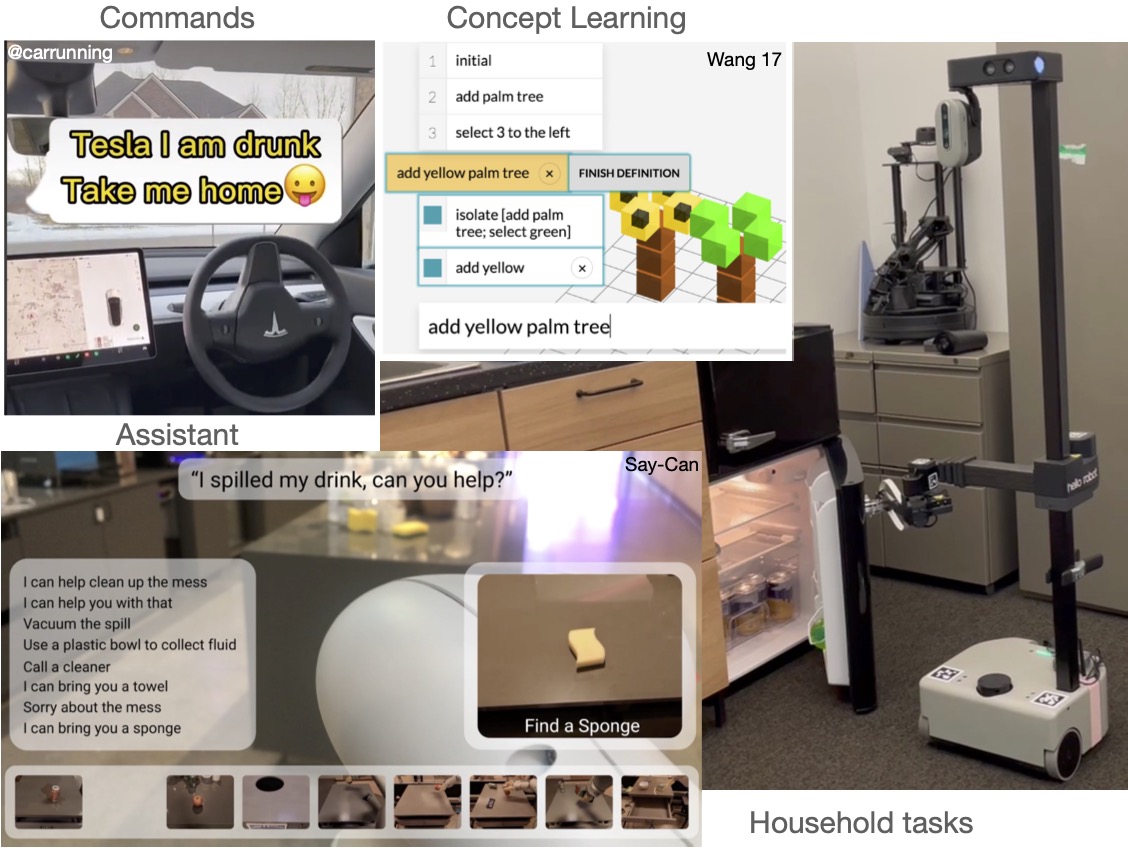 Commands
@carrunning
Tesla I am drunk
Take me home
Concept Learning
Wang 17
1 initial
2 add palm tree
3 select 3 to the left
add yellow palm tree × FINISH DEFINITION
isolate [add palm
tree; select green]
add yellow ×
add yellow palm tree
Assistant
Say-Can
“I spilled my drink, can you help?”
I can help clean up the mess
I can help you with that
Vacuum the spill
Use a plastic bowl to collect fluid
Call a cleaner
I can bring you a towel
Sorry about the mess
I can bring you a sponge
Find a Sponge
hello robot
Household tasks